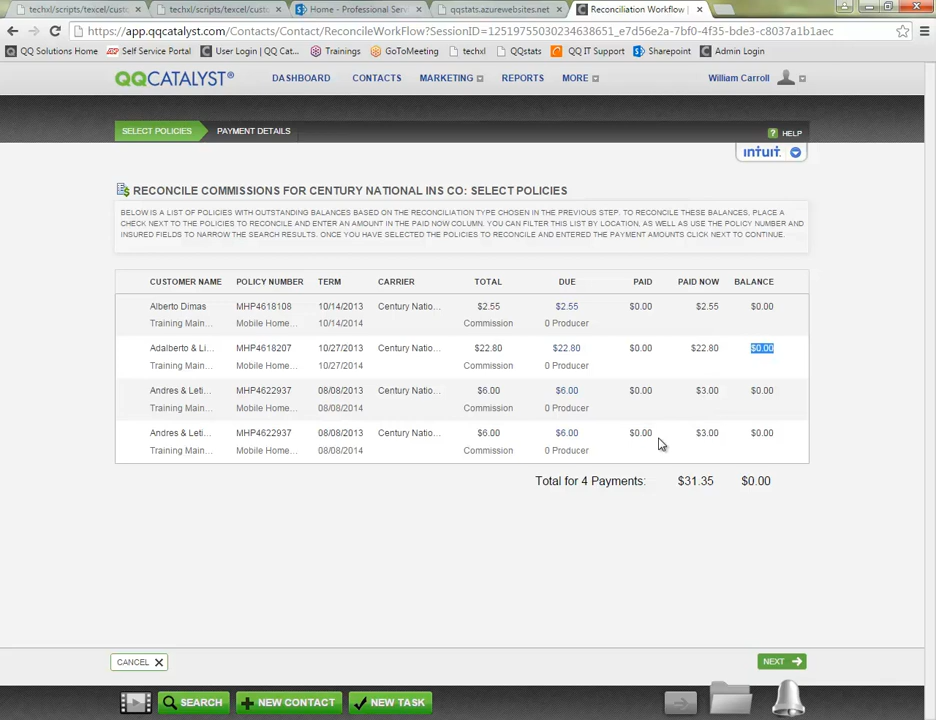 techxl/scripts/texcel/custo
techxl/scripts/texcel/custo
Home - Professional Serv
qqstats.azurewebsites.net
Reconciliation Workflow |
https://app.qqcatalyst.com/Contacts/Contact/ReconcileWorkFlow?SessionID=12519755030234638651_e7d56e2a-7bf0-4f35-bde3-c8037a1b1aec
QQ Solutions Home
Self Service Portal
User Login | QQ Cat...
Trainings
GoToMeeting
techxl
QQstats
QQ IT Support
Sharepoint
Admin Login
QQCATALYST®
DASHBOARD
CONTACTS
MARKETING
REPORTS
MORE
William Carroll
SELECT POLICIES
PAYMENT DETAILS
? HELP
intuit.
RECONCILE COMMISSIONS FOR CENTURY NATIONAL INS CO: SELECT POLICIES
BELOW IS A LIST OF POLICIES WITH OUTSTANDING BALANCES BASED ON THE RECONCILIATION TYPE CHOSEN IN THE PREVIOUS STEP. TO RECONCILE THESE BALANCES, PLACE A
CHECK NEXT TO THE POLICIES TO RECONCILE AND ENTER AN AMOUNT IN THE PAID NOW COLUMN. YOU CAN FILTER THIS LIST BY LOCATION, AS WELL AS USE THE POLICY NUMBER AND
INSURED FIELDS TO NARROW THE SEARCH RESULTS. ONCE YOU HAVE SELECTED THE POLICIES TO RECONCILE AND ENTERED THE PAYMENT AMOUNTS CLICK NEXT TO CONTINUE.
CUSTOMER NAME POLICY NUMBER TERM CARRIER TOTAL DUE PAID PAID NOW BALANCE
Alberto Dimas MHP4618108 10/14/2013 Century Natio... $2.55 $2.55 $0.00 $2.55 $0.00
Training Main... Mobile Home... 10/14/2014 Commission 0 Producer
Adalberto & Li... MHP4618207 10/27/2013 Century Natio... $22.80 $22.80 $0.00 $22.80 $0.00
Training Main... Mobile Home... 10/27/2014 Commission 0 Producer
Andres & Leti... MHP4622937 08/08/2013 Century Natio... $6.00 $6.00 $0.00 $3.00 $0.00
Training Main... Mobile Home... 08/08/2014 Commission 0 Producer
Andres & Leti... MHP4622937 08/08/2013 Century Natio... $6.00 $6.00 $0.00 $3.00 $0.00
Training Main... Mobile Home... 08/08/2014 Commission 0 Producer
Total for 4 Payments: $31.35 $0.00
CANCEL
NEXT
SEARCH
NEW CONTACT
NEW TASK